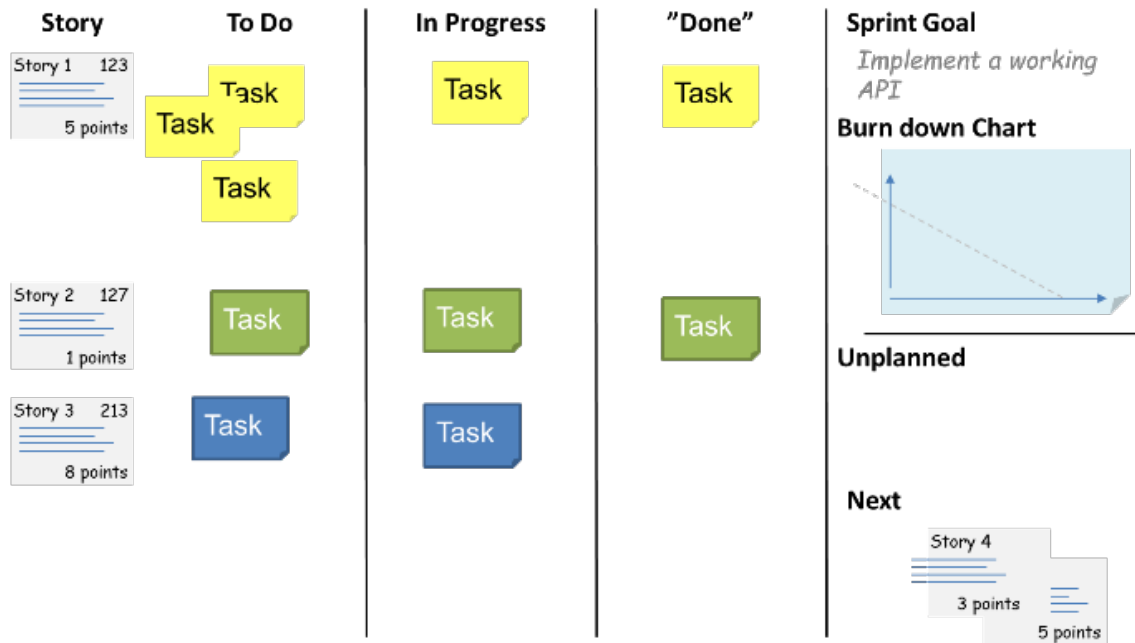 Story
To Do
In Progress
”Done”
Sprint Goal
Story 1 123
5 points
Task
Task
Task
Task
Task
Implement a working
API
Burn down Chart
Story 2 127
1 points
Task
Task
Task
Unplanned
Story 3 213
8 points
Task
Task
Next
Story 4
3 points
5 points